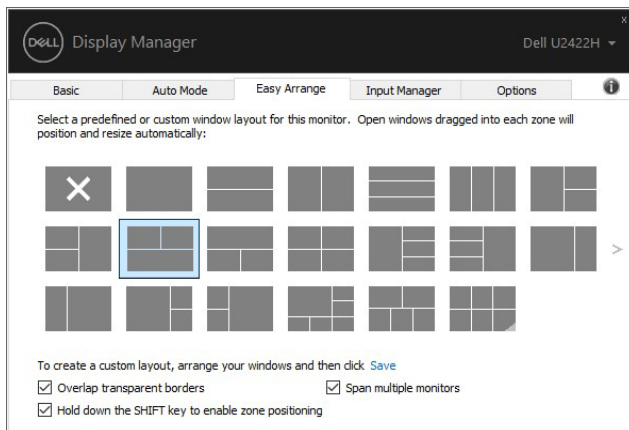 x
DELL Display Manager Dell U2422H
Basic Auto Mode Easy Arrange Input Manager Options i
Select a predefined or custom window layout for this monitor. Open windows dragged into each zone will
position and resize automatically:
>
To create a custom layout, arrange your windows and then click Save
Overlap transparent borders Span multiple monitors
Hold down the SHIFT key to enable zone positioning